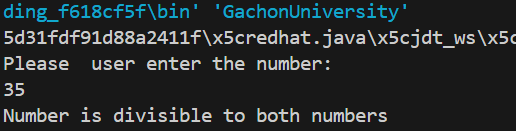 ding_f618cf5f\bin' 'GachonUniversity'
5d31fdf91d88a2411f\x5credhat.java\x5cjdt_ws\x5c
Please  user enter the number:
35
Number is divisible to both numbers